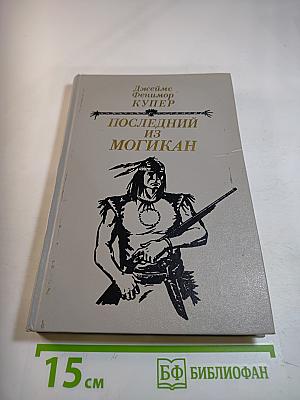 Джеймс
Фенимор
КУПЕР
ПОСЛЕДНИЙ
ИЗ
МОГИКАН
15 см
БФ БИБЛИОФАН